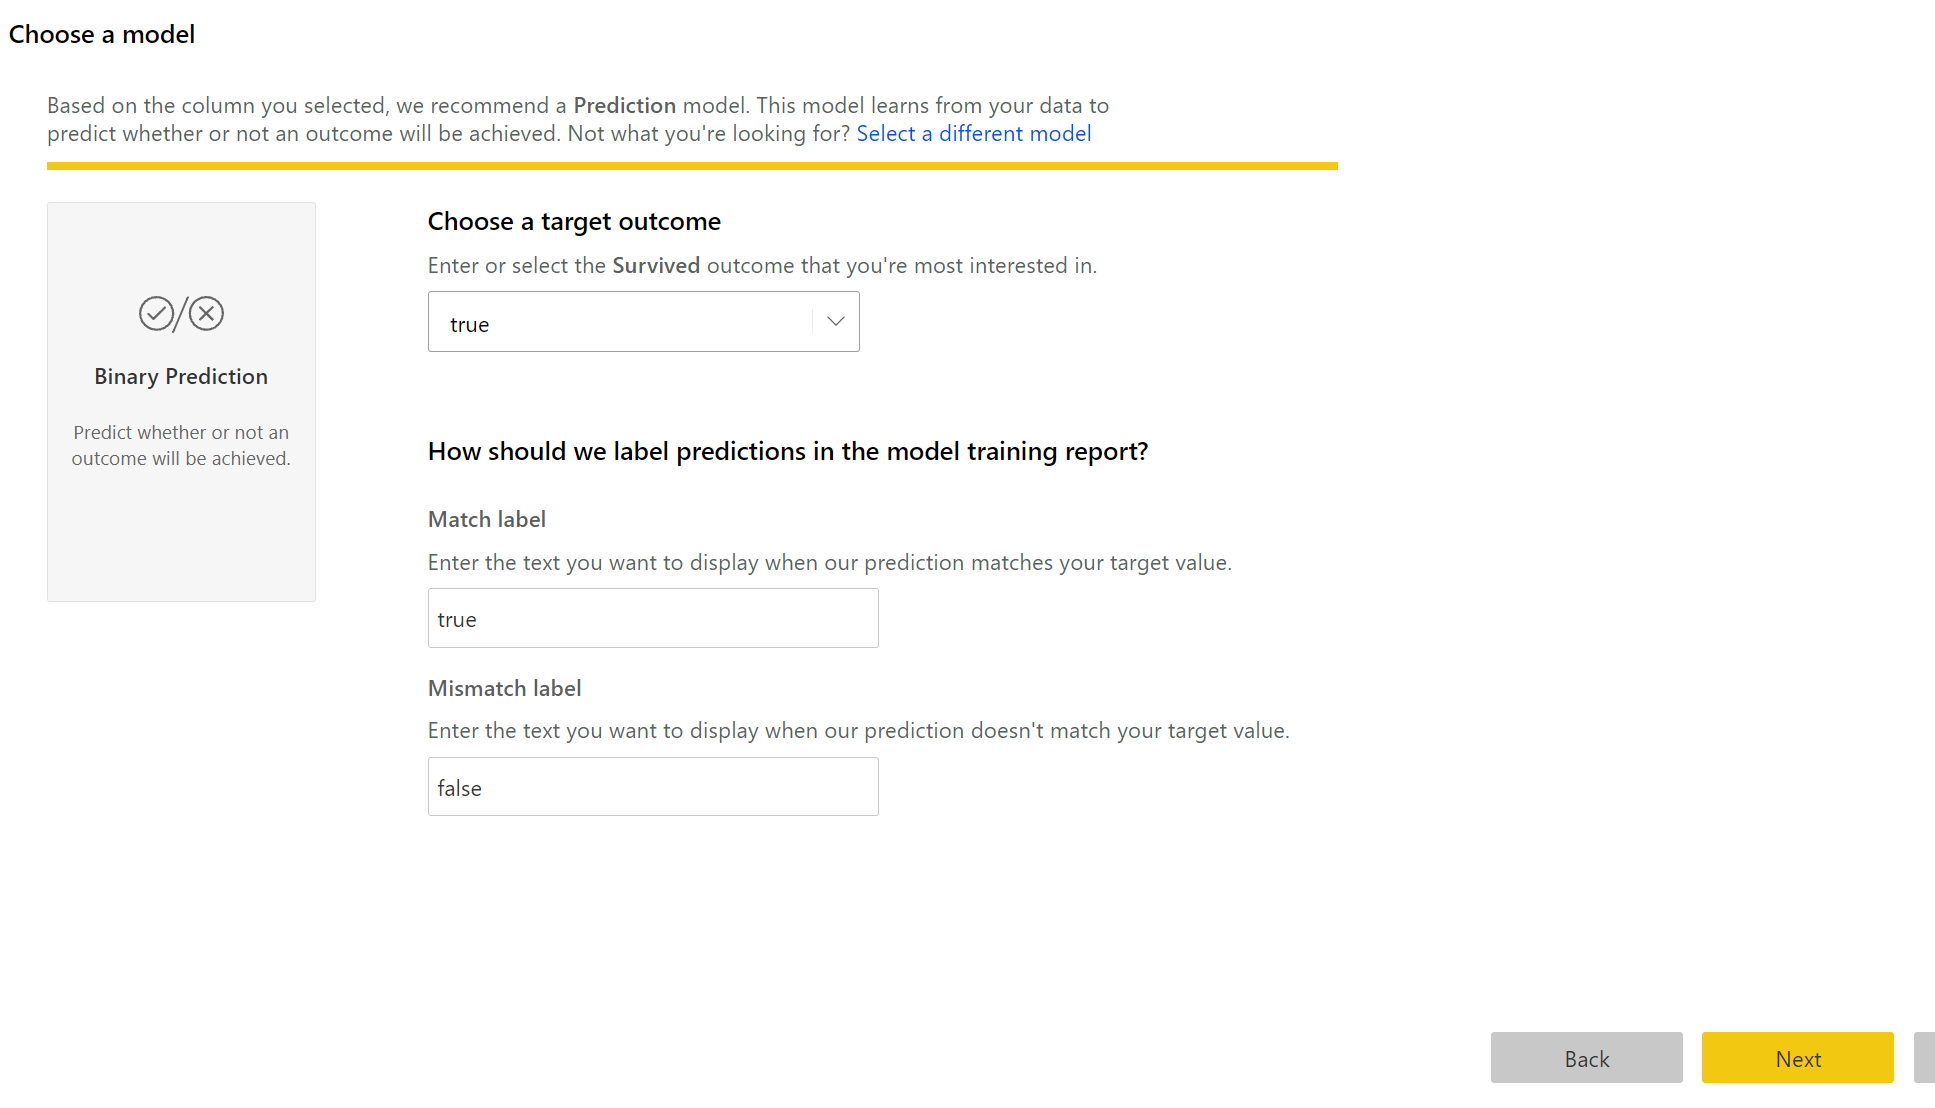 Choose a model
Based on the column you selected, we recommend a Prediction model. This model learns from your data to
predict whether or not an outcome will be achieved. Not what you're looking for? Select a different model
Binary Prediction
Predict whether or not an
outcome will be achieved.
Choose a target outcome
Enter or select the Survived outcome that you're most interested in.
true
How should we label predictions in the model training report?
Match label
Enter the text you want to display when our prediction matches your target value.
true
Mismatch label
Enter the text you want to display when our prediction doesn't match your target value.
false
Back
Next